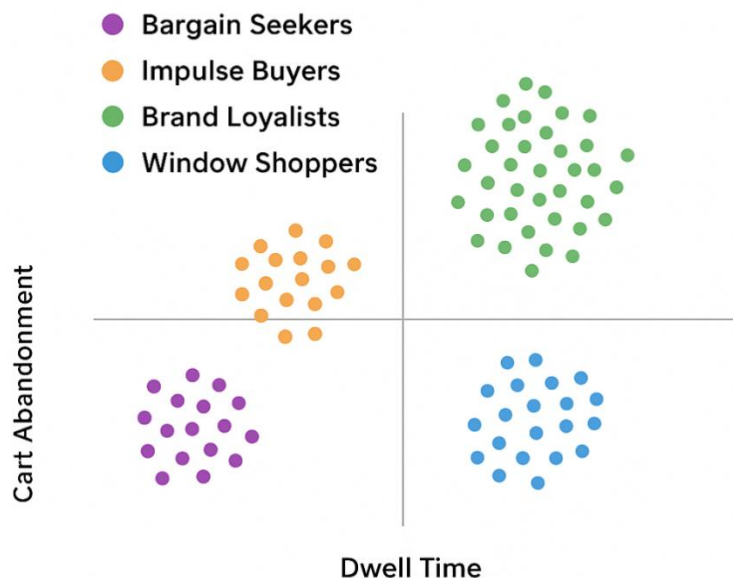 Bargain Seekers
Impulse Buyers
Brand Loyalists
Window Shoppers
Cart Abandonment
Dwell Time